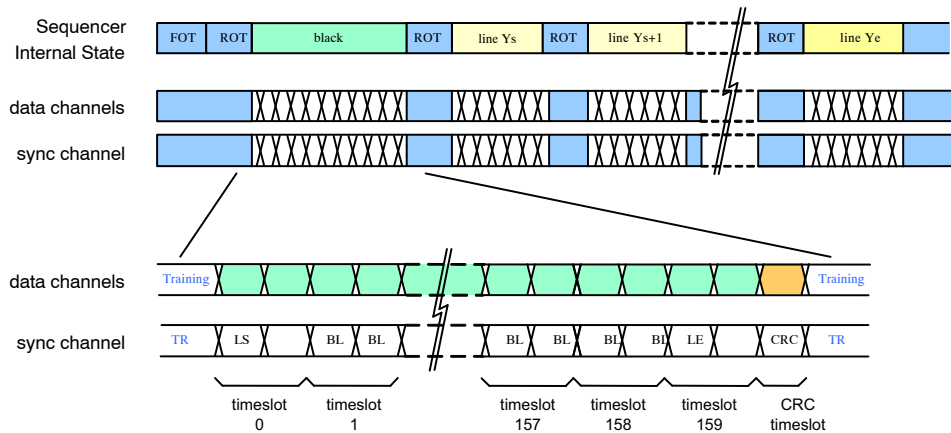 Sequencer
Internal State
FOT ROT black ROT line Ys ROT line Ys+1 ROT line Ye
data channels
sync channel
data channels Training Training
sync channel TR LS BL BL BL BL BL BL LE CRC TR
timeslot timeslot timeslot timeslot timeslot CRC
0 1 157 158 159 timeslot